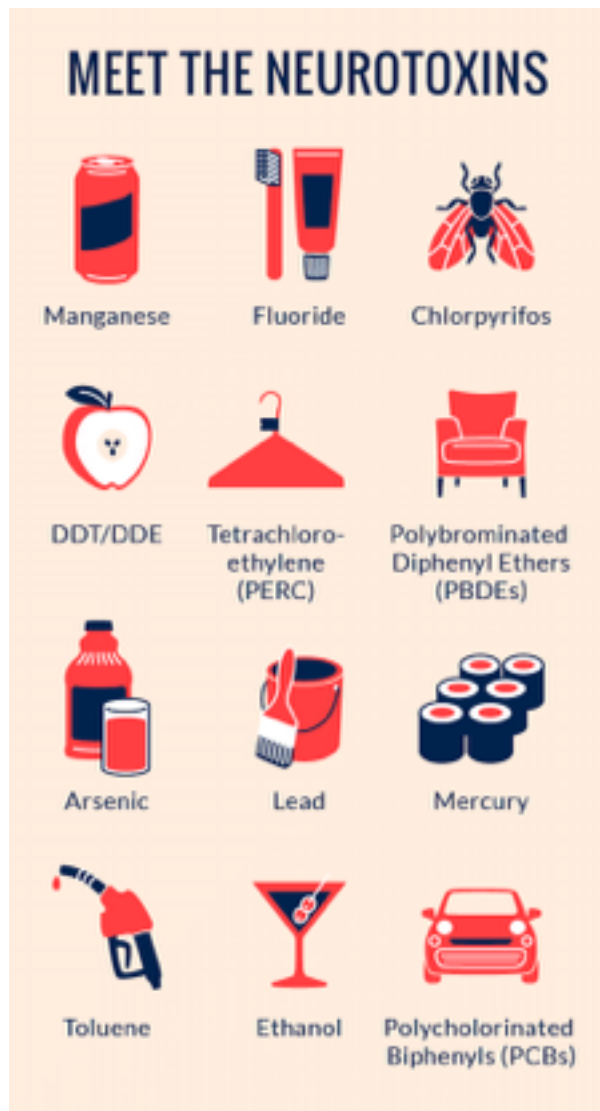 MEET THE NEUROTOXINS
Manganese
Fluoride
Chlorpyrifos
DDT/DDE
Tetrachloro-
ethylene
(PERC)
Polybrominated
Diphenyl Ethers
(PBDEs)
Arsenic
Lead
Mercury
Toluene
Ethanol
Polycholorinated
Biphenyls (PCBs)